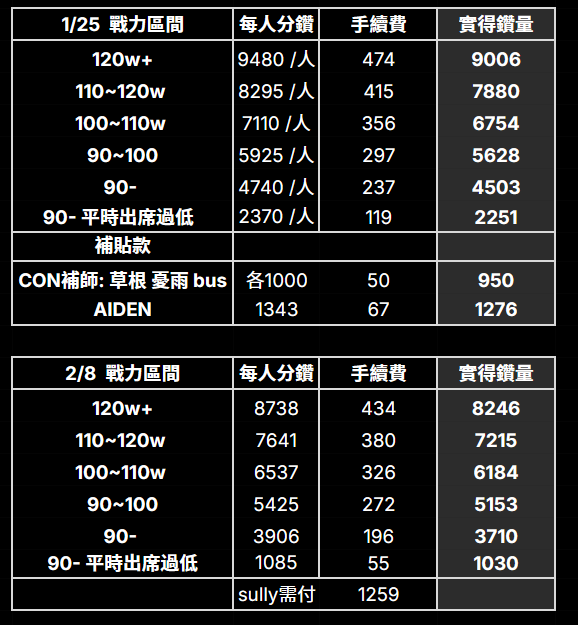 1/25 戰力區間 每人分鑽 手續費 實得鑽量
120w+ 9480 /人 474 9006
110~120w 8295 /人 415 7880
100~110w 7110 /人 356 6754
90~100 5925 /人 297 5628
90- 4740 /人 237 4503
90- 平時出席過低 2370 /人 119 2251
補貼款
CON補師: 草根 憂雨 bus 各1000 50 950
AIDEN 1343 67 1276
2/8 戰力區間 每人分鑽 手續費 實得鑽量
120w+ 8738 434 8246
110~120w 7641 380 7215
100~110w 6537 326 6184
90~100 5425 272 5153
90- 3906 196 3710
90- 平時出席過低 1085 55 1030
sully需付 1259